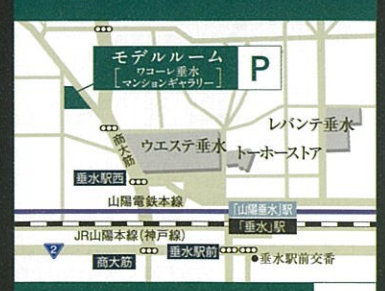 モデルルーム
ワコーレ垂水
マンションギャラリー
P
レバンテ垂水
商大筋
ウエステ垂水
トーホーストア
垂水駅西
山陽電鉄本線
「山陽垂水」駅
「垂水」駅
JR山陽本線(神戸線)
2
商大筋
垂水駅前
●垂水駅前交番